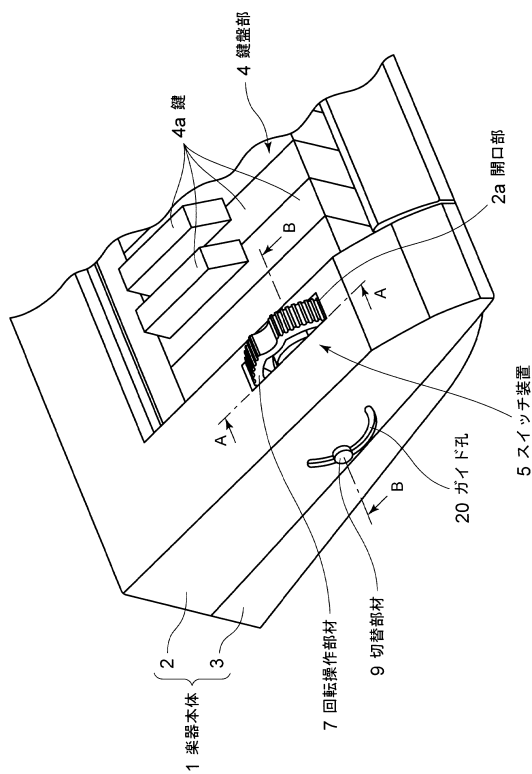 4 鍵盤部
4a 鍵
2a 開口部
B
A
A
B
5 スイッチ装置
20 ガイド孔
9 切替部材
7 回転操作部材
2
3
1 楽器本体